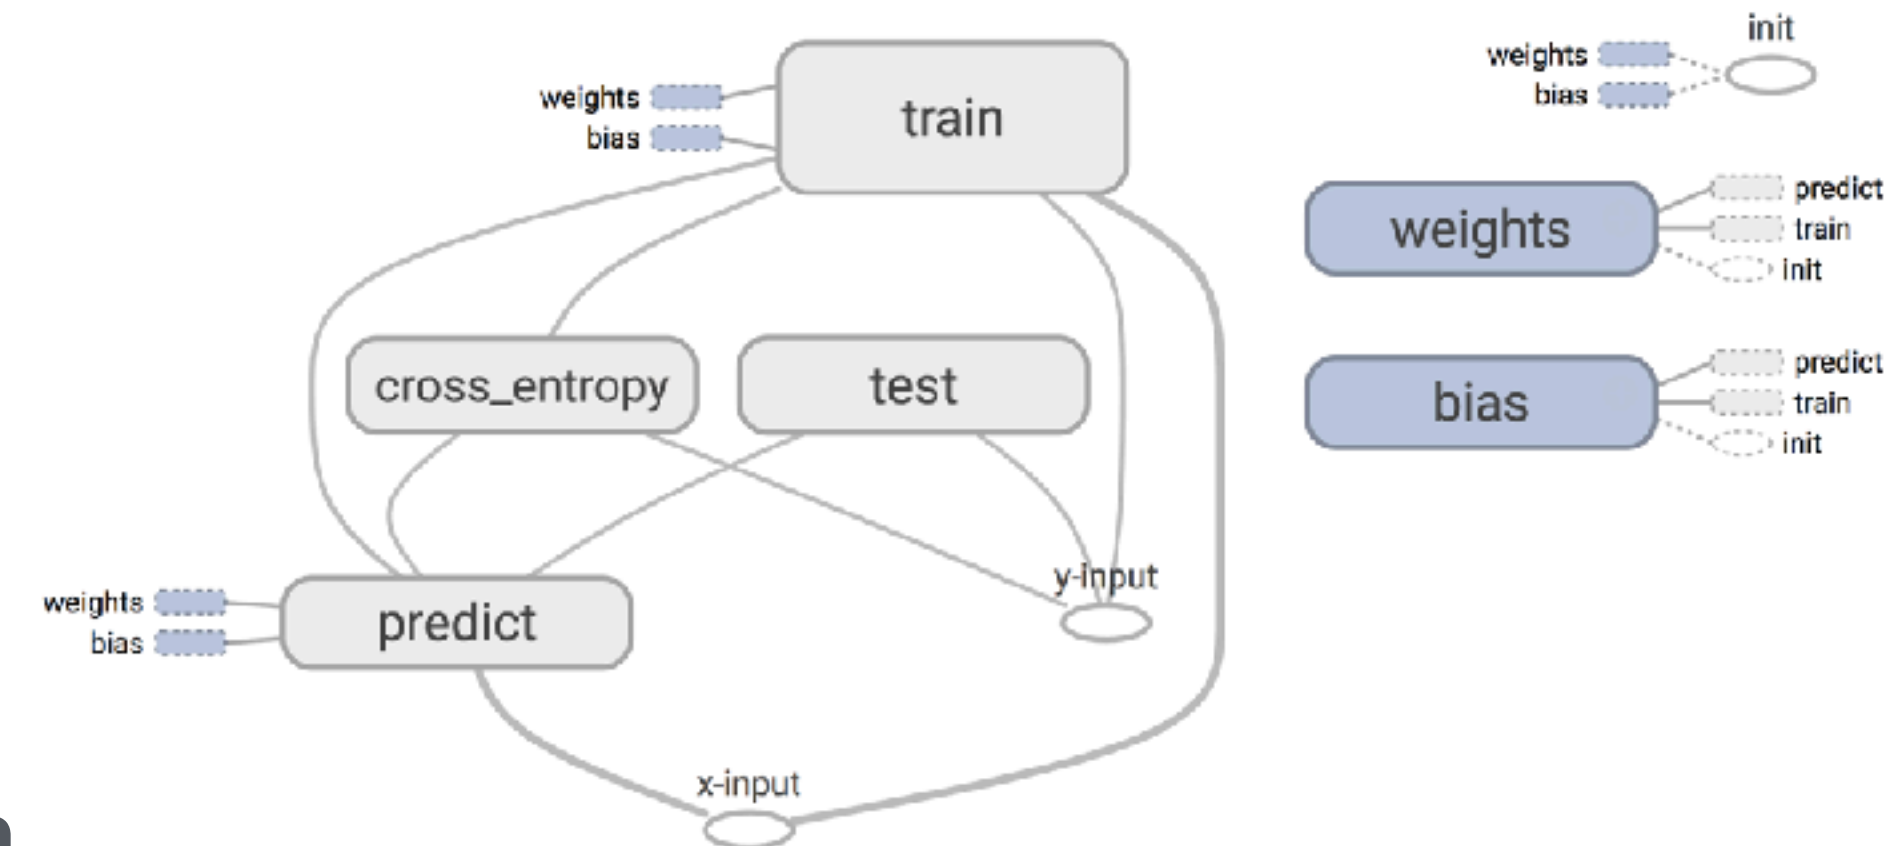 init
weights
bias
weights
bias
train
weights
predict
train
init
cross_entropy
test
bias
predict
train
init
weights
bias
predict
y-input
x-input